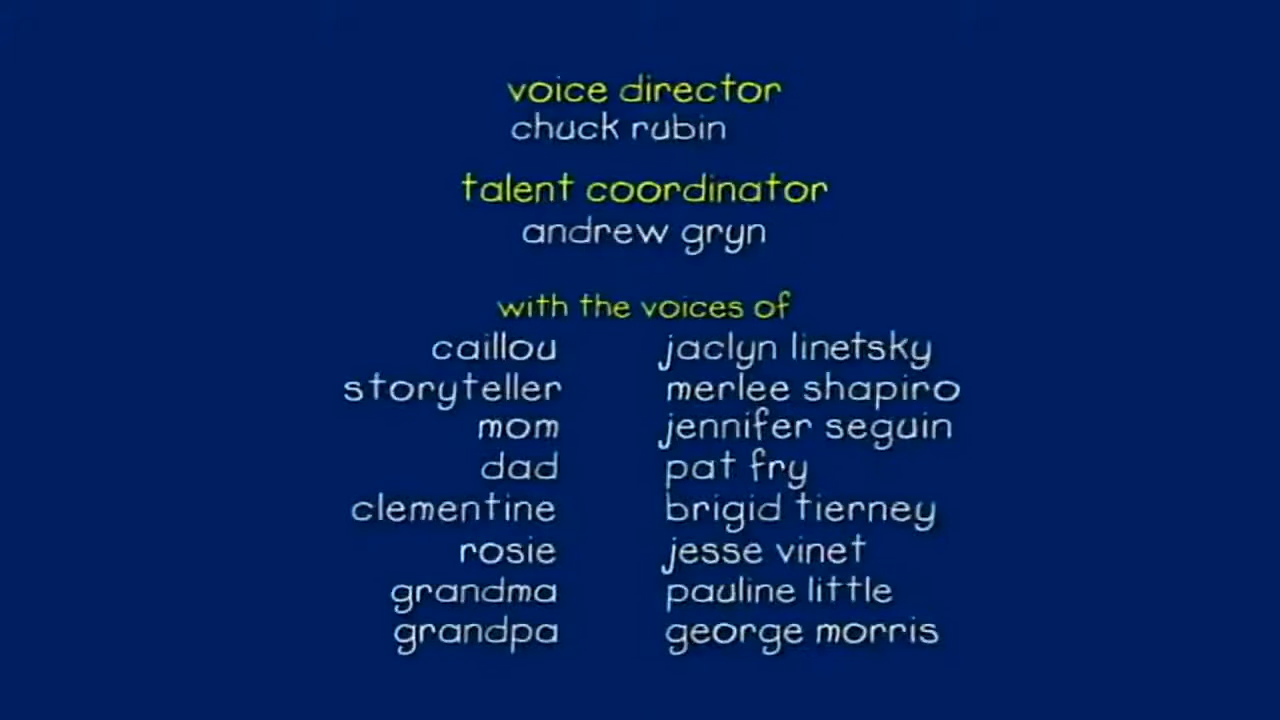 voice director
chuck rubin
talent coordinator
andrew gryn
with the voices of
caillou jaclyn linetsky
storyteller merlee shapiro
mom jennifer seguin
dad pat fry
clementine brigid tierney
rosie jesse vinet
grandma pauline little
grandpa george morris